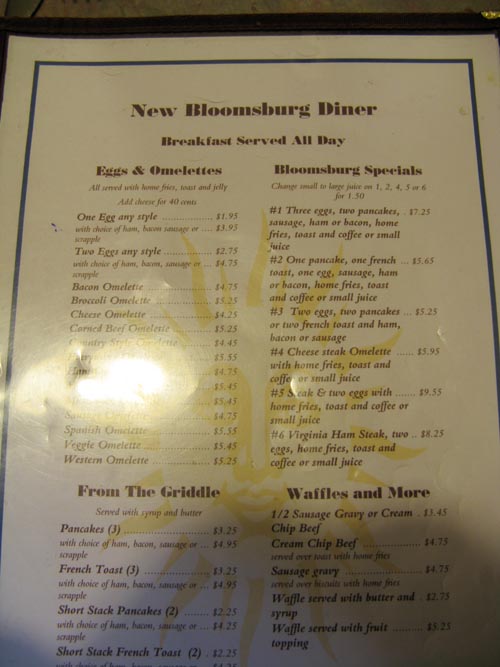 New Bloomsburg Diner
Breakfast Served All Day
Eggs & Omelettes
All served with home fries, toast and jelly
Add cheese for 40 cents
One Egg any style ................ $1.95
with choice of ham, bacon sausage or .... $3.95
scrapple
Two Eggs any style ................ $2.75
with choice of ham, bacon, sausage or .... $4.75
scrapple
Bacon Omelette ................ $4.75
Broccoli Omelette ................ $5.25
Cheese Omelette ................ $4.25
Corned Beef Omelette ................ $5.25
Country Style Omelette ................ $4.45
$5.55
$4.75
$5.45
$5.45
$4.75
Spanish Omelette ................ $5.55
Veggie Omelette ................ $5.45
Western Omelette ................ $5.25
From The Griddle
Served with syrup and butter
Pancakes (3) ................ $3.25
with choice of ham, bacon, sausage or ... $4.95
scrapple
French Toast (3) ................ $3.25
with choice of ham, bacon, sausage or ... $4.95
scrapple
Short Stack Pancakes (2) ........ $2.25
with choice of ham, bacon, sausage or ... $4.25
scrapple
Short Stack French Toast (2) .. $2.25
Bloomsburg Specials
Change small to large juice on 1, 2, 4, 5 or 6
for 1.50
#1 Three eggs, two pancakes, . $7.25
sausage, ham or bacon, home
fries, toast and coffee or small
juice
#2 One pancake, one french ... $5.65
toast, one egg, sausage, ham
or bacon, home fries, toast
and coffee or small juice
#3 Two eggs, two pancakes ... $5.25
or two french toast and ham,
bacon or sausage
#4 Cheese steak Omelette ...... $5.95
with home fries, toast and
coffee or small juice
#5 Steak & two eggs with ....... $9.55
home fries, toast and coffee or
small juice
#6 Virginia Ham Steak, two .. $8.25
eggs, home fries, toast and
coffee or small juice
Waffles and More
1/2 Sausage Gravy or Cream . $3.45
Chip Beef
Cream Chip Beef ................ $4.75
served over toast with home fries
Sausage gravy ................ $4.75
served over biscuits with home fries
Waffle served with butter and . $2.75
syrup
Waffle served with fruit ........ $5.25
topping